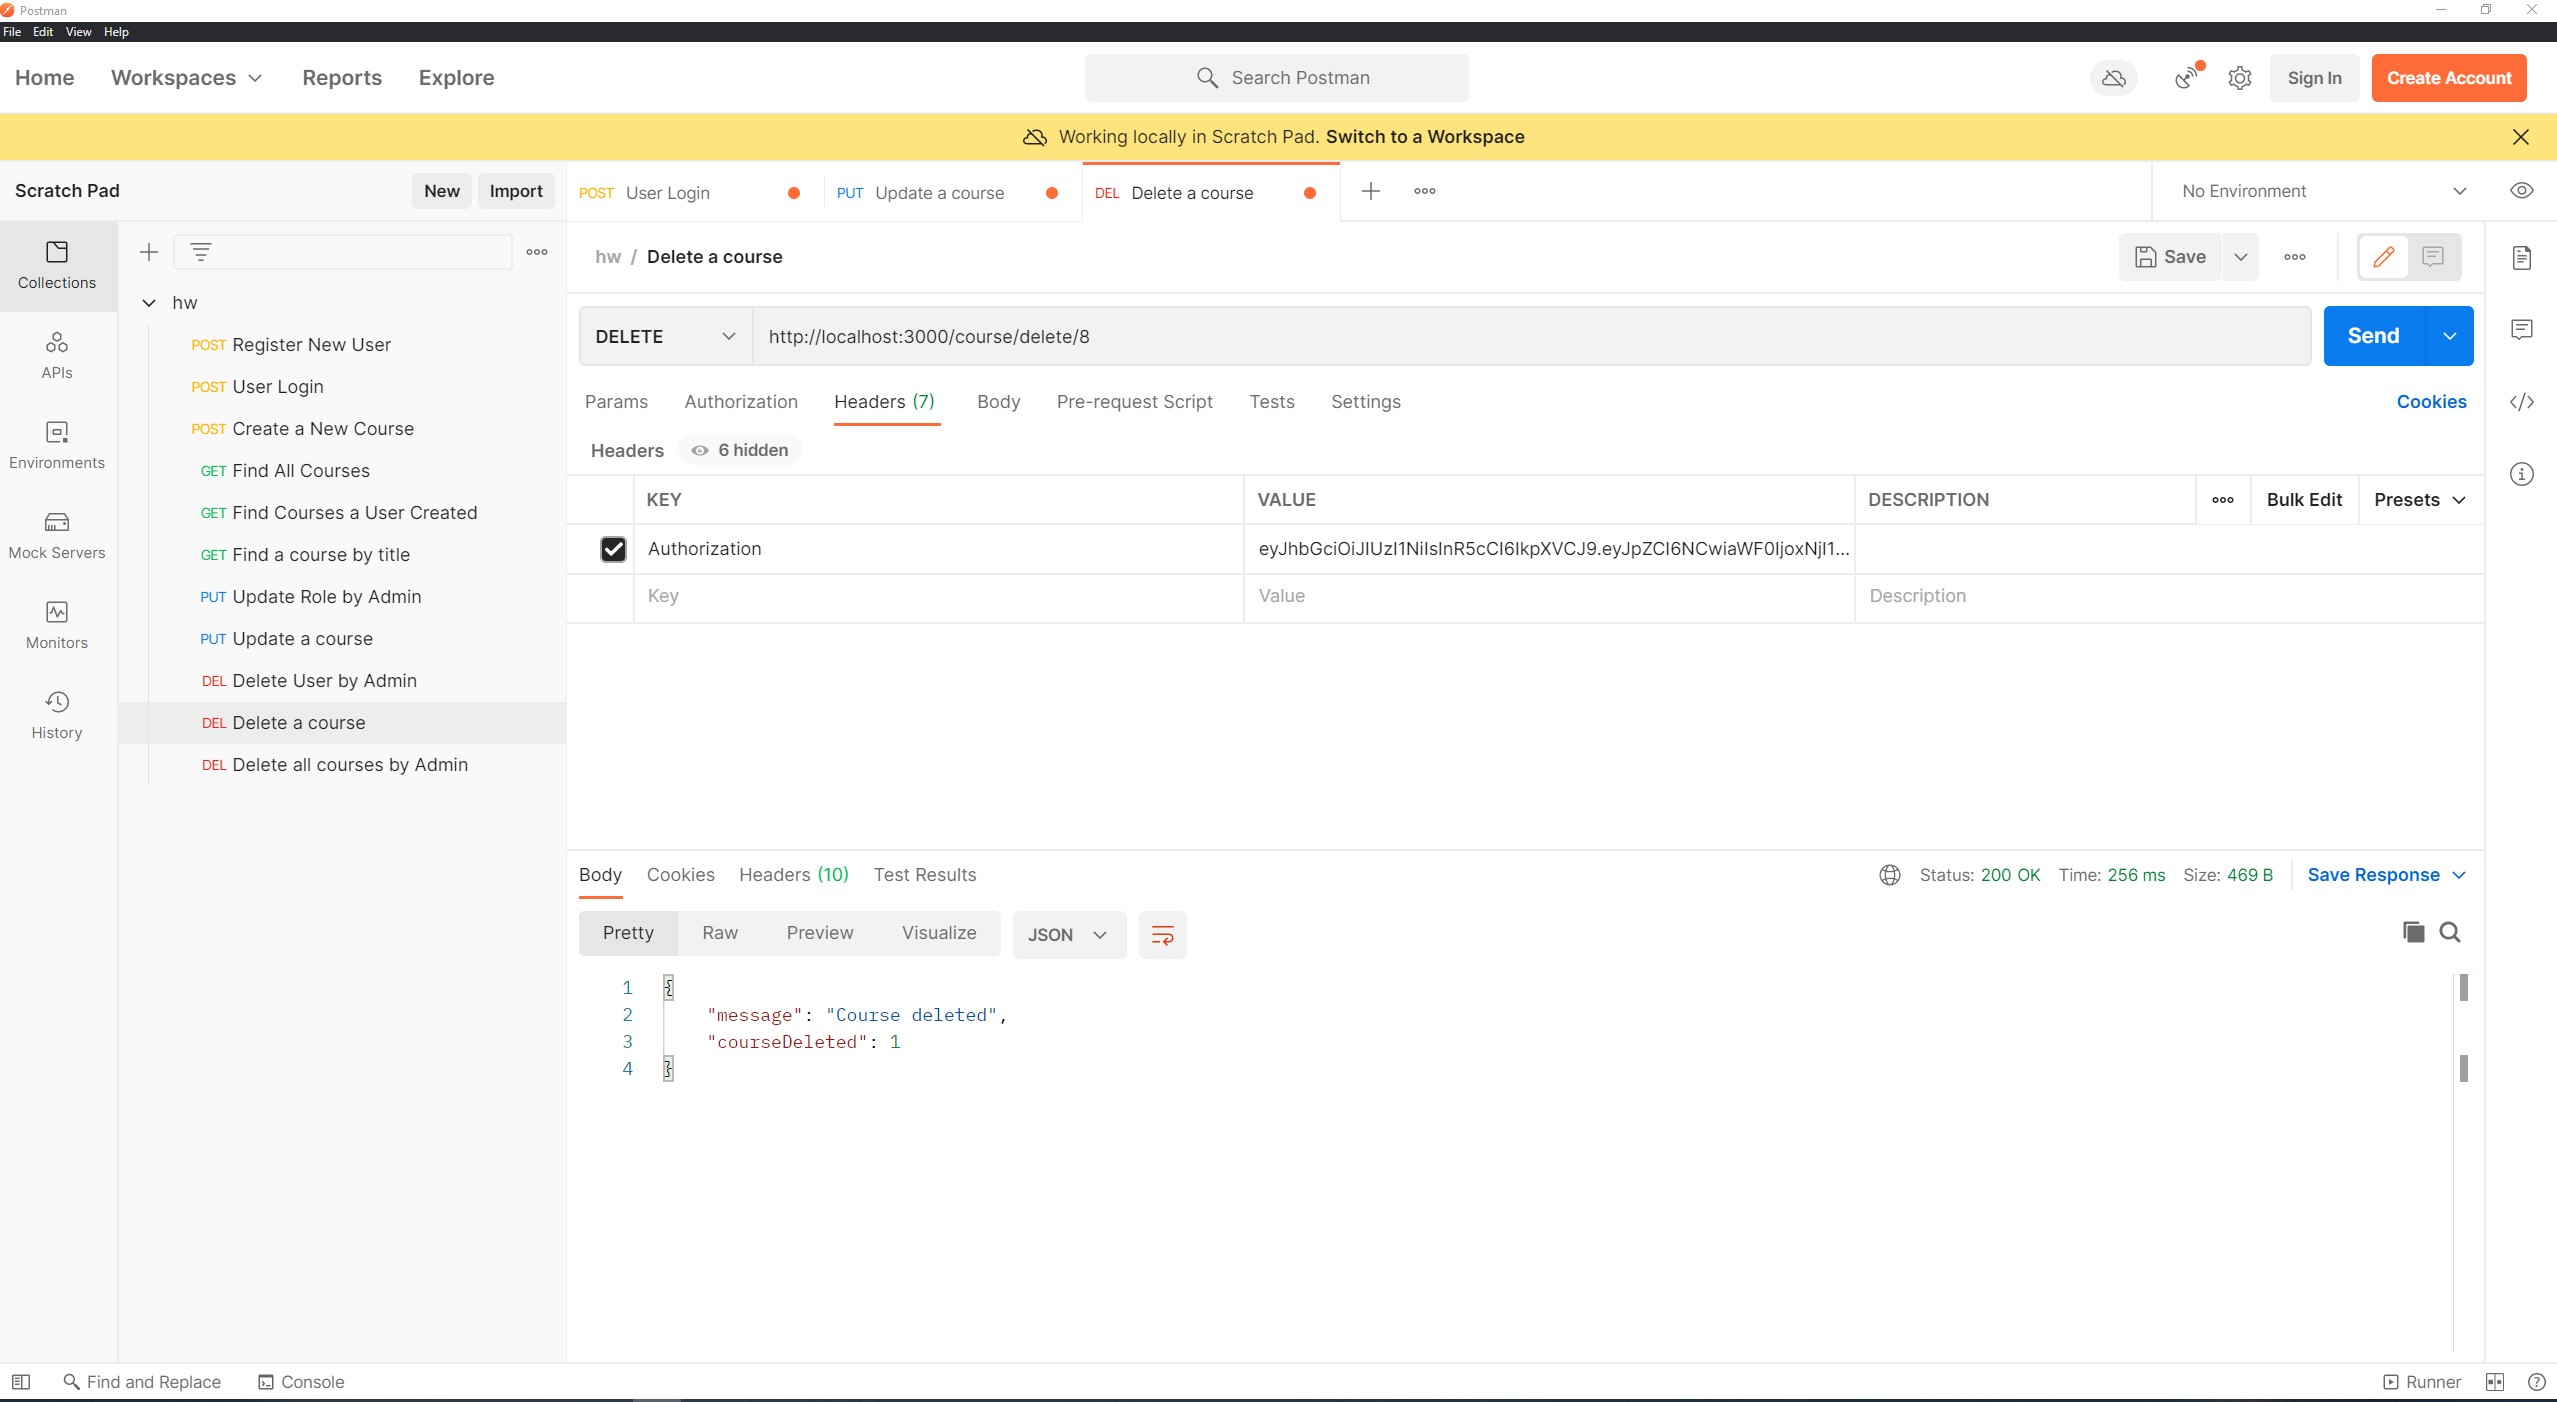 Postman
File Edit View Help
Home Workspaces Reports Explore Search Postman Sign In Create Account
Working locally in Scratch Pad. Switch to a Workspace
Scratch Pad New Import POST User Login PUT Update a course DEL Delete a course No Environment
Collections
APIs
Environments
Mock Servers
Monitors
History
hw
POST Register New User
POST User Login
POST Create a New Course
GET Find All Courses
GET Find Courses a User Created
GET Find a course by title
PUT Update Role by Admin
PUT Update a course
DEL Delete User by Admin
DEL Delete a course
DEL Delete all courses by Admin
hw / Delete a course Save
DELETE http://localhost:3000/course/delete/8 Send
Params Authorization Headers (7) Body Pre-request Script Tests Settings Cookies
Headers 6 hidden
KEY VALUE DESCRIPTION Bulk Edit Presets
Authorization eyJhbGciOiJIUzI1NiIsInR5cCI6IkpXVCJ9.eyJpZCI6NCwiaWF0IjoxNjI1...
Key Value Description
Body Cookies Headers (10) Test Results Status: 200 OK Time: 256 ms Size: 469 B Save Response
Pretty Raw Preview Visualize JSON
1 {
2 "message": "Course deleted",
3 "courseDeleted": 1
4 }
Find and Replace Console Runner